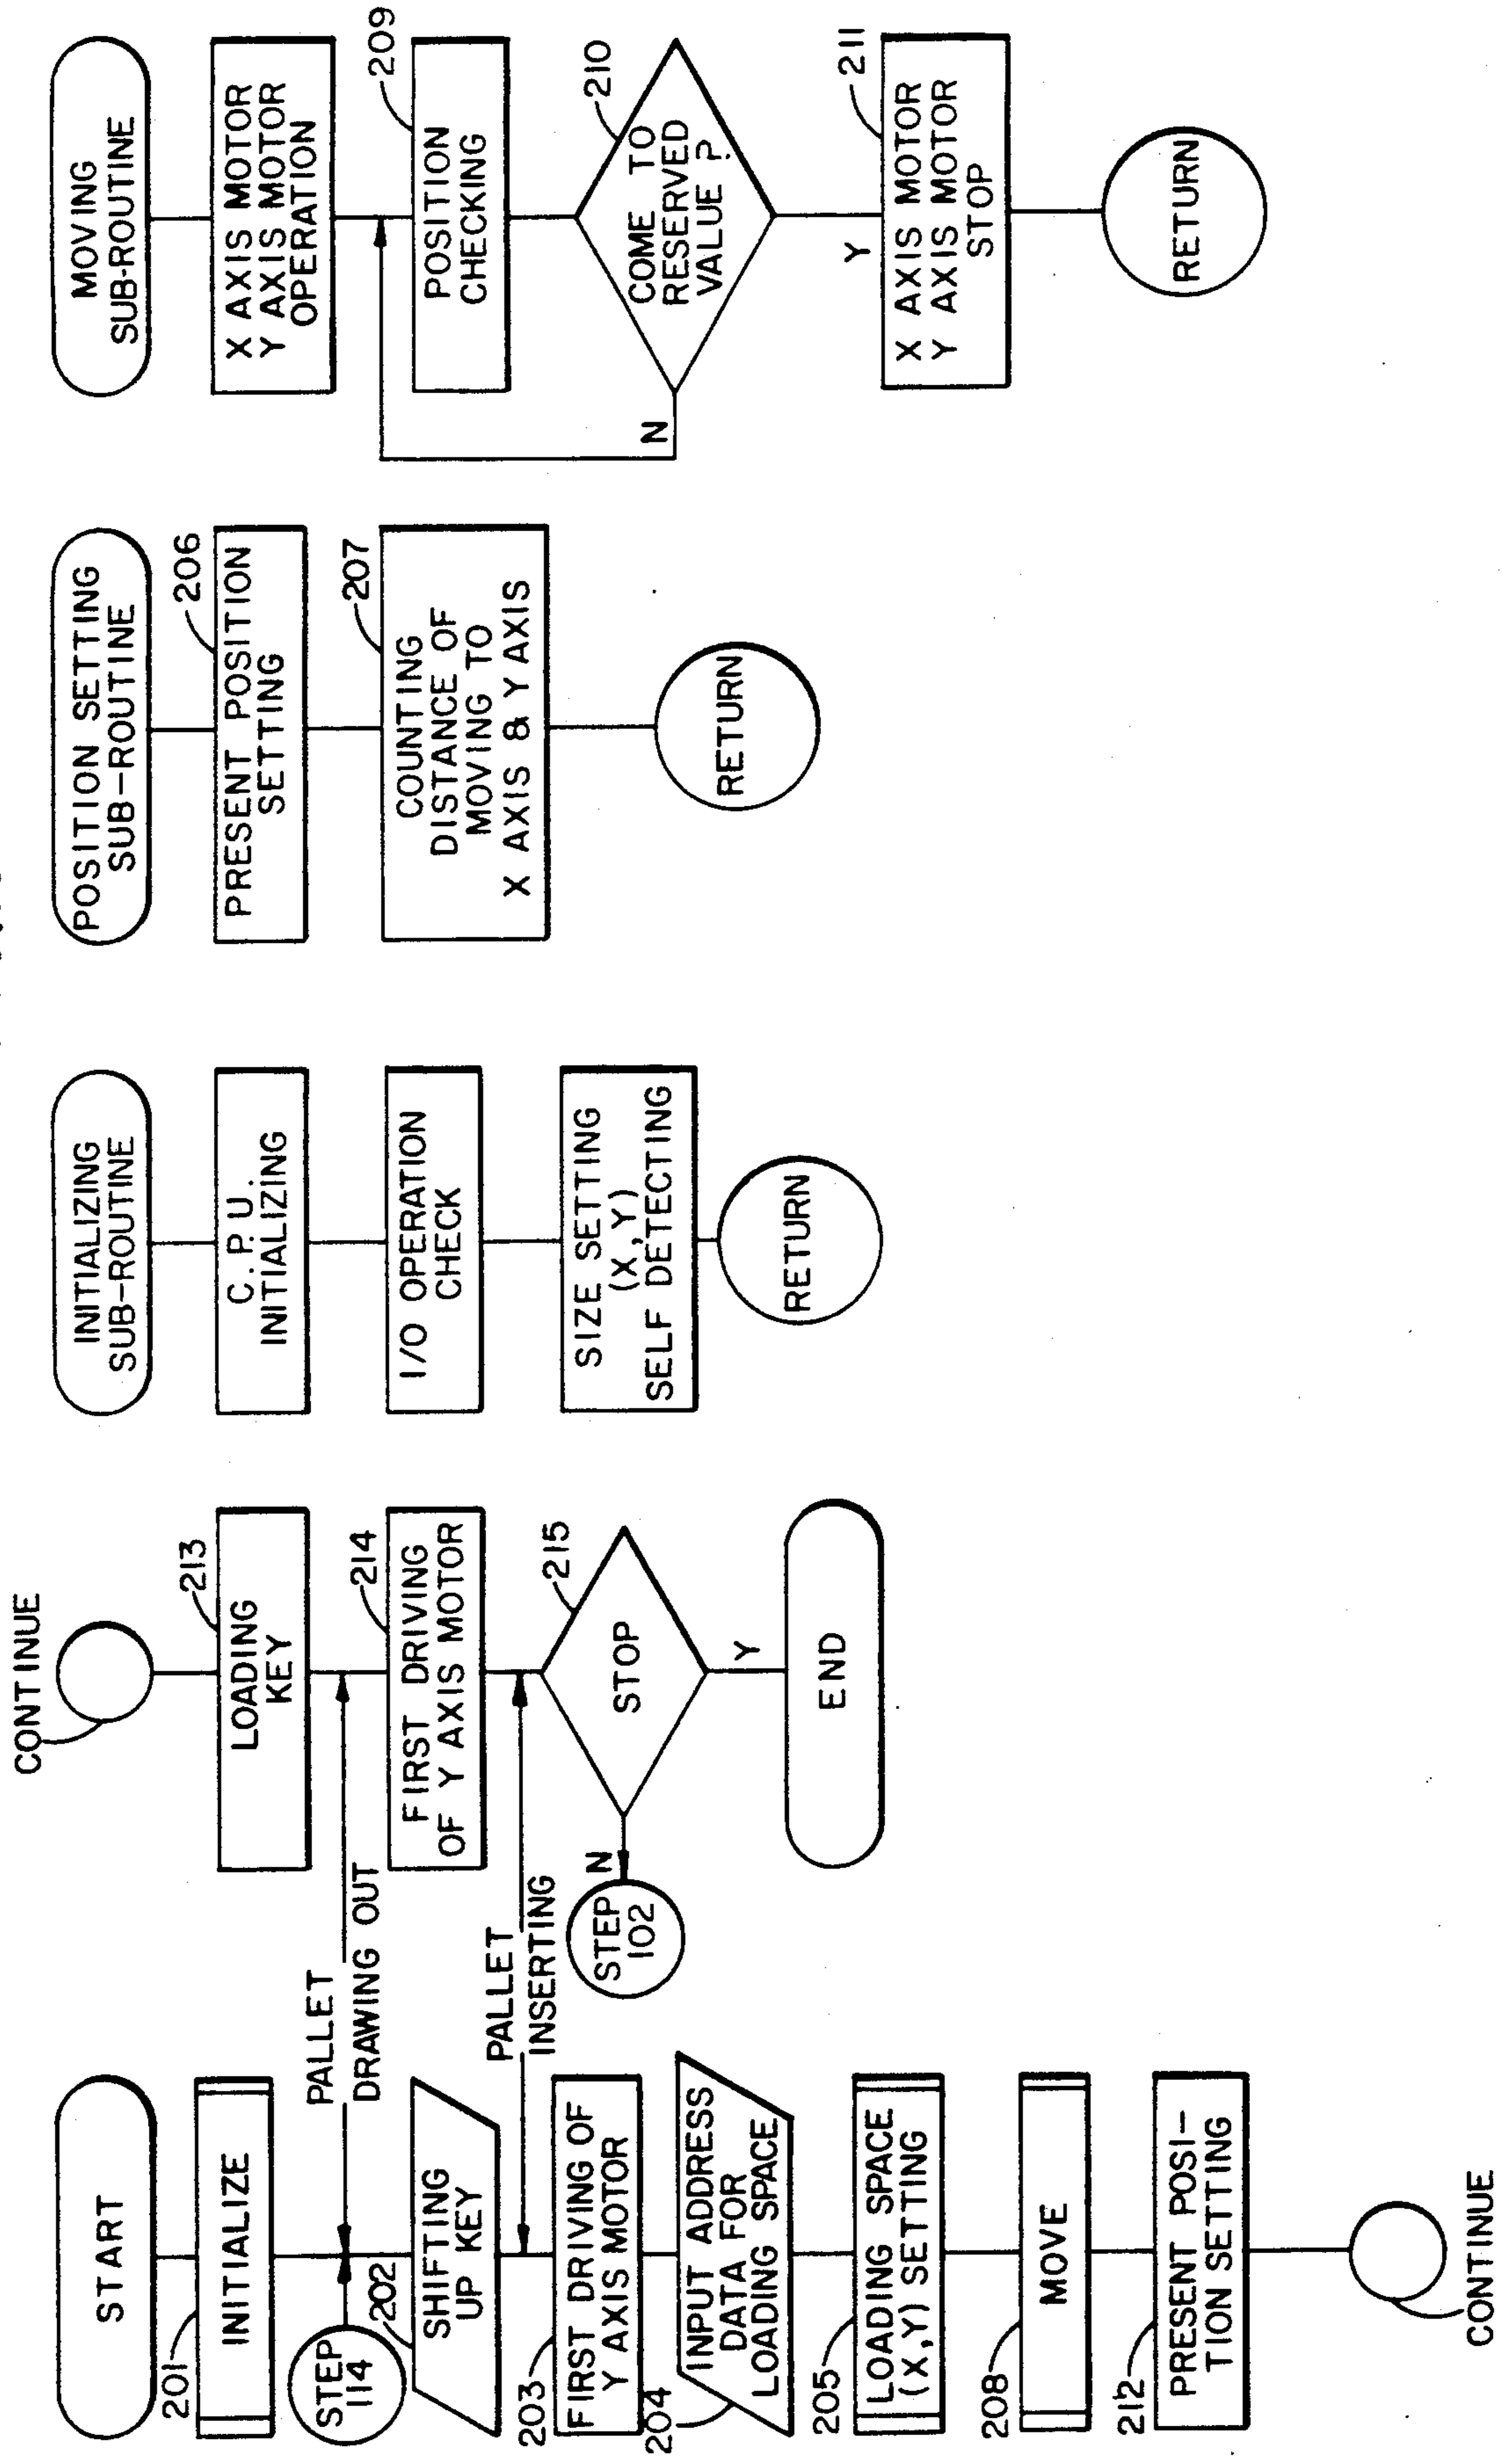 START
201
INITIALIZE
STEP
114
202
SHIFTING
UP KEY
203
FIRST DRIVING OF
Y AXIS MOTOR
204
INPUT ADDRESS
DATA FOR
LOADING SPACE
205
LOADING SPACE
(X,Y) SETTING
208
MOVE
212
PRESENT POSI-
TION SETTING
CONTINUE
PALLET
DRAWING OUT
PALLET
INSERTING
CONTINUE
213
LOADING
KEY
214
FIRST DRIVING
OF Y AXIS MOTOR
215
STOP
N
STEP
102
Y
END
INITIALIZING
SUB-ROUTINE
C.P.U.
INITIALIZING
I/O OPERATION
CHECK
SIZE SETTING
(X,Y)
SELF DETECTING
RETURN
POSITION SETTING
SUB-ROUTINE
206
PRESENT POSITION
SETTING
207
COUNTING
DISTANCE OF
MOVING TO
X AXIS & Y AXIS
RETURN
MOVING
SUB-ROUTINE
X AXIS MOTOR
Y AXIS MOTOR
OPERATION
209
POSITION
CHECKING
210
COME TO
RESERVED
VALUE ?
N
Y
211
X AXIS MOTOR
Y AXIS MOTOR
STOP
RETURN